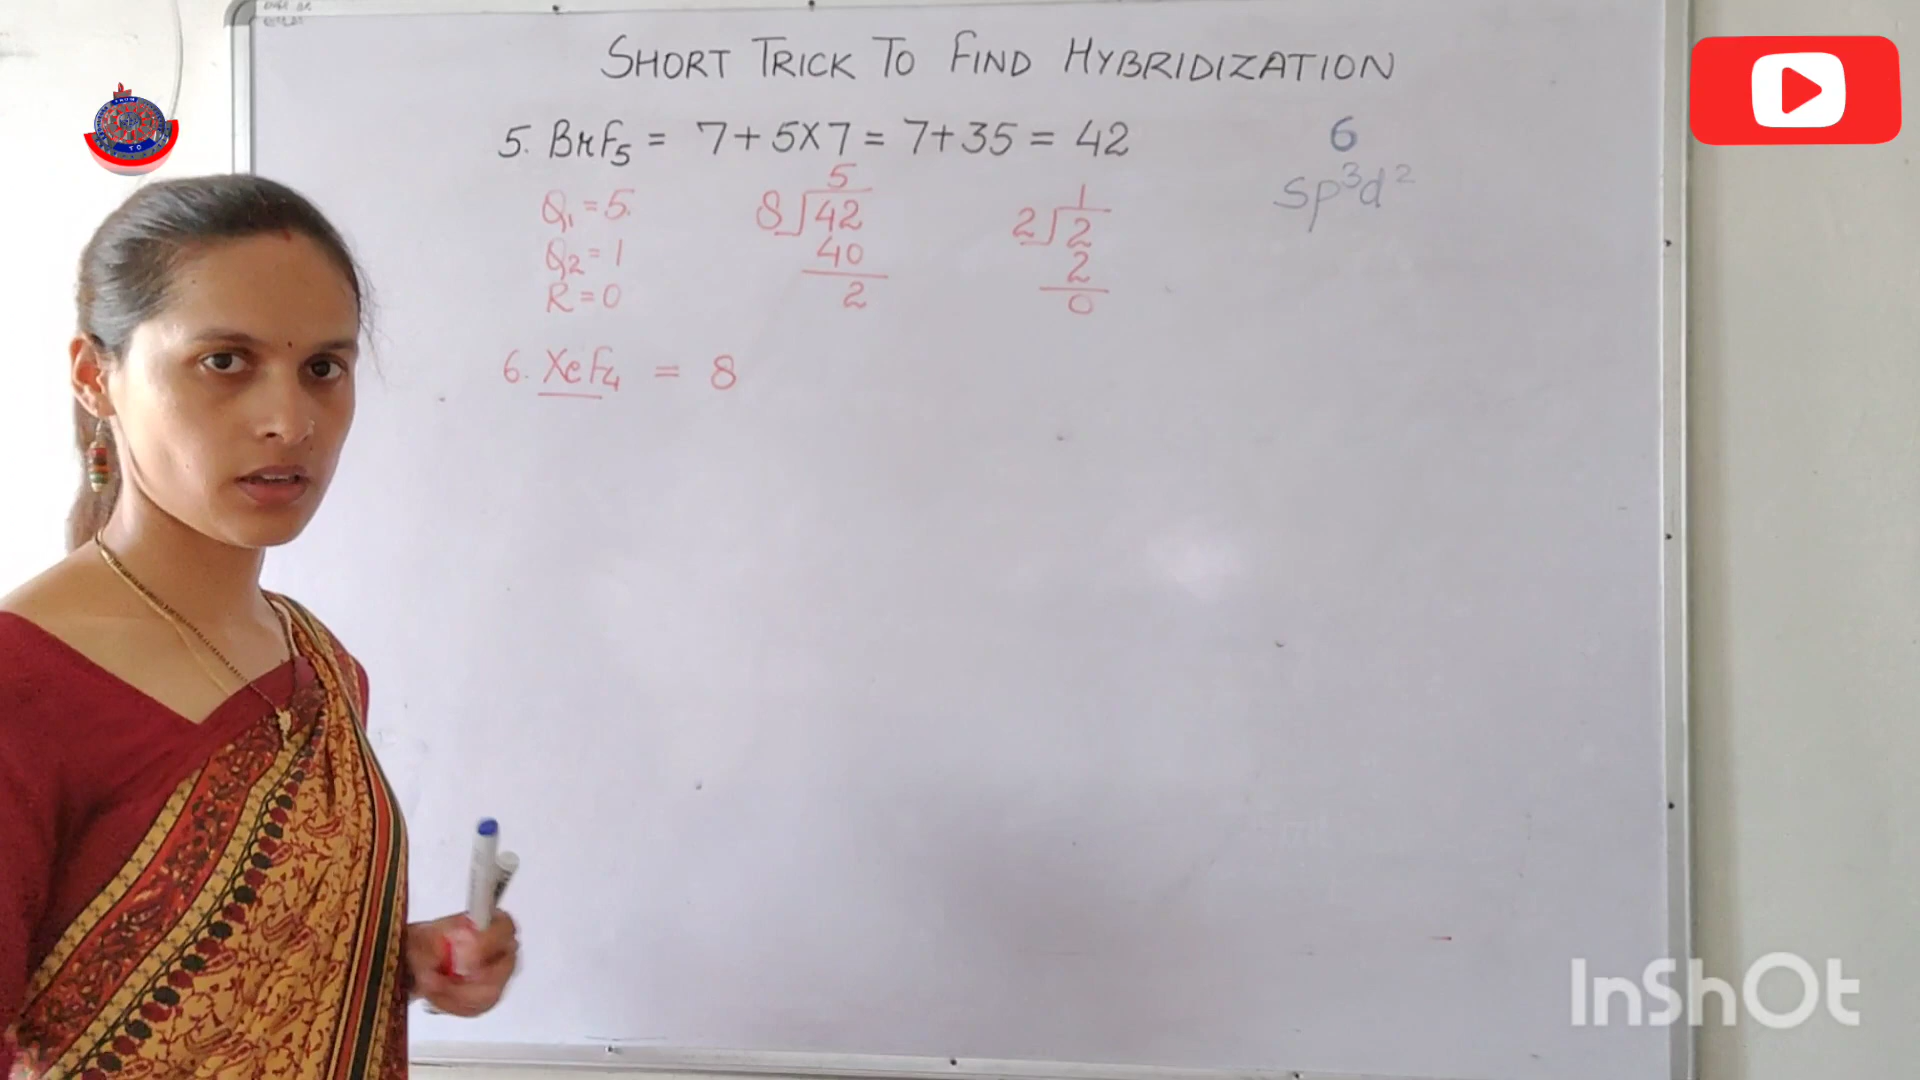 SHORT TRICK TO FIND HYBRIDIZATION
5. BrF5 = 7+5X7 = 7+35 = 42
6
sp³d²
Q1 = 5.
Q2 = 1
R = 0
5
8 42
40
2
1
2 2
2
0
6. XeF4 = 8
InShOt